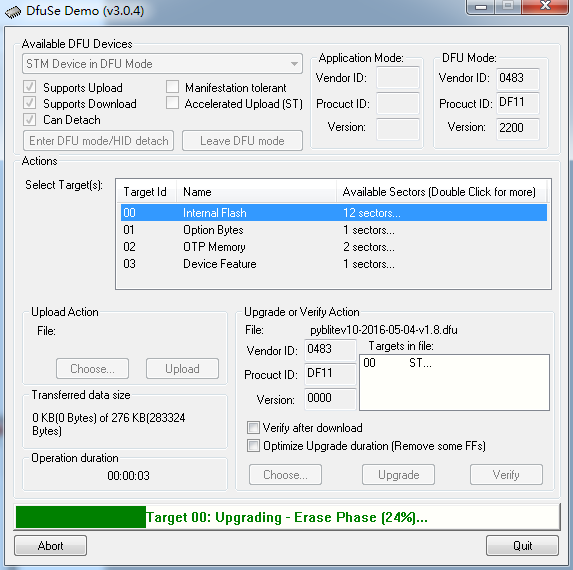 DfuSe Demo (v3.0.4)
Available DFU Devices
STM Device in DFU Mode
Supports Upload
Manifestation tolerant
Supports Download
Accelerated Upload (ST)
Can Detach
Enter DFU mode/HID detach
Leave DFU mode
Application Mode:
Vendor ID:
Procuct ID:
Version:
DFU Mode:
Vendor ID: 0483
Procuct ID: DF11
Version: 2200
Actions
Select Target(s):
Target Id Name Available Sectors (Double Click for more)
00 Internal Flash 12 sectors...
01 Option Bytes 1 sectors...
02 OTP Memory 2 sectors...
03 Device Feature 1 sectors...
Upload Action
File:
Choose... Upload
Transferred data size
0 KB(0 Bytes) of 276 KB(283324
Bytes)
Operation duration
00:00:03
Upgrade or Verify Action
File: pyblitev10-2016-05-04-v1.8.dfu
Vendor ID: 0483
Procuct ID: DF11
Version: 0000
Targets in file:
00 ST...
Verify after download
Optimize Upgrade duration (Remove some FFs)
Choose... Upgrade Verify
Target 00: Upgrading - Erase Phase (24%)...
Abort Quit